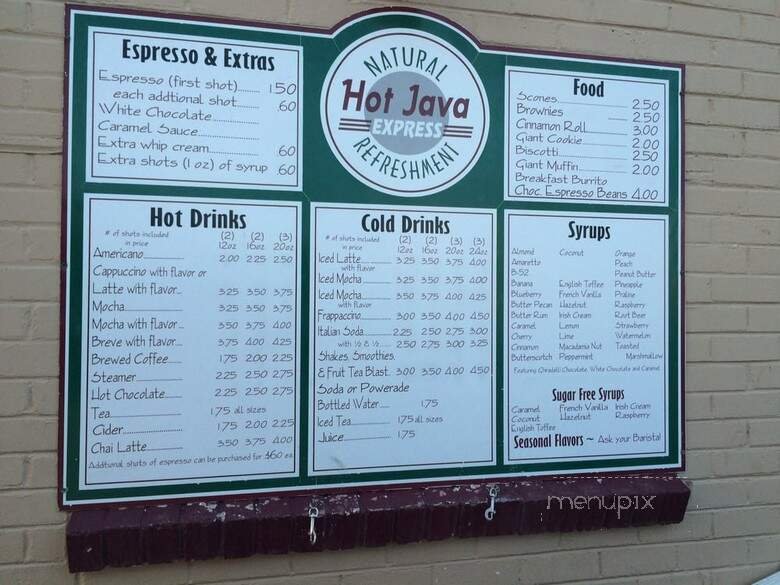 Espresso & Extras
Espresso (first shot) 1.50
each addtional shot .60
White Chocolate
Caramel Sauce
Extra whip cream .60
Extra shots (1 oz) of syrup .60
NATURAL
Hot Java
EXPRESS
REFRESHMENT
Food
Scones 2.50
Brownies 2.50
Cinnamon Roll 3.00
Giant Cookie 2.00
Biscotti 2.50
Giant Muffin 2.00
Breakfast Burrito
Choc. Espresso Beans 4.00
Hot Drinks
# of shots included in price (2) (2) (3)
12oz 16oz 20oz
Americano 2.00 2.25 2.50
Cappuccino with flavor or
Latte with flavor 3.25 3.50 3.75
Mocha 3.25 3.50 3.75
Mocha with flavor 3.50 3.75 4.00
Breve with flavor 3.75 4.00 4.25
Brewed Coffee 1.75 2.00 2.25
Steamer 2.25 2.50 2.75
Hot Chocolate 2.25 2.50 2.75
Tea 1.75 all sizes
Cider 1.75 2.00 2.25
Chai Latte 3.50 3.75 4.00
Additional shots of espresso can be purchased for $.60 ea.
Cold Drinks
# of shots included in price (2) (2) (3) (3)
12oz 16oz 20oz 24oz
Iced Latte 3.25 3.50 3.75 4.00
with flavor
Iced Mocha 3.25 3.50 3.75 4.00
Iced Mocha 3.50 3.75 4.00 4.25
with flavor
Frappaccino 3.00 3.50 4.00 4.50
Italian Soda 2.25 2.50 2.75 3.00
with ½ & ½ 2.50 2.75 3.00 3.25
Shakes, Smoothies,
& Fruit Tea Blast 3.00 3.50 4.00 4.50
Soda or Powerade
Bottled Water 1.75
Iced Tea 1.75 all sizes
Juice 1.75
Syrups
Almond Coconut Orange
Amaretto Peach
B-52 Peanut Butter
Banana English Toffee Pineapple
Blueberry French Vanilla Praline
Butter Pecan Hazelnut Raspberry
Butter Rum Irish Cream Root Beer
Caramel Lemon Strawberry
Cherry Lime Watermelon
Cinnamon Macadamia Nut Toasted
Butterscotch Peppermint Marshmallow
Featuring Ghiradelli Chocolate, White Chocolate and Caramel
Sugar Free Syrups
Caramel French Vanilla Irish Cream
Coconut Hazelnut Raspberry
English Toffee
Seasonal Flavors ~ Ask your Barista!
menupix